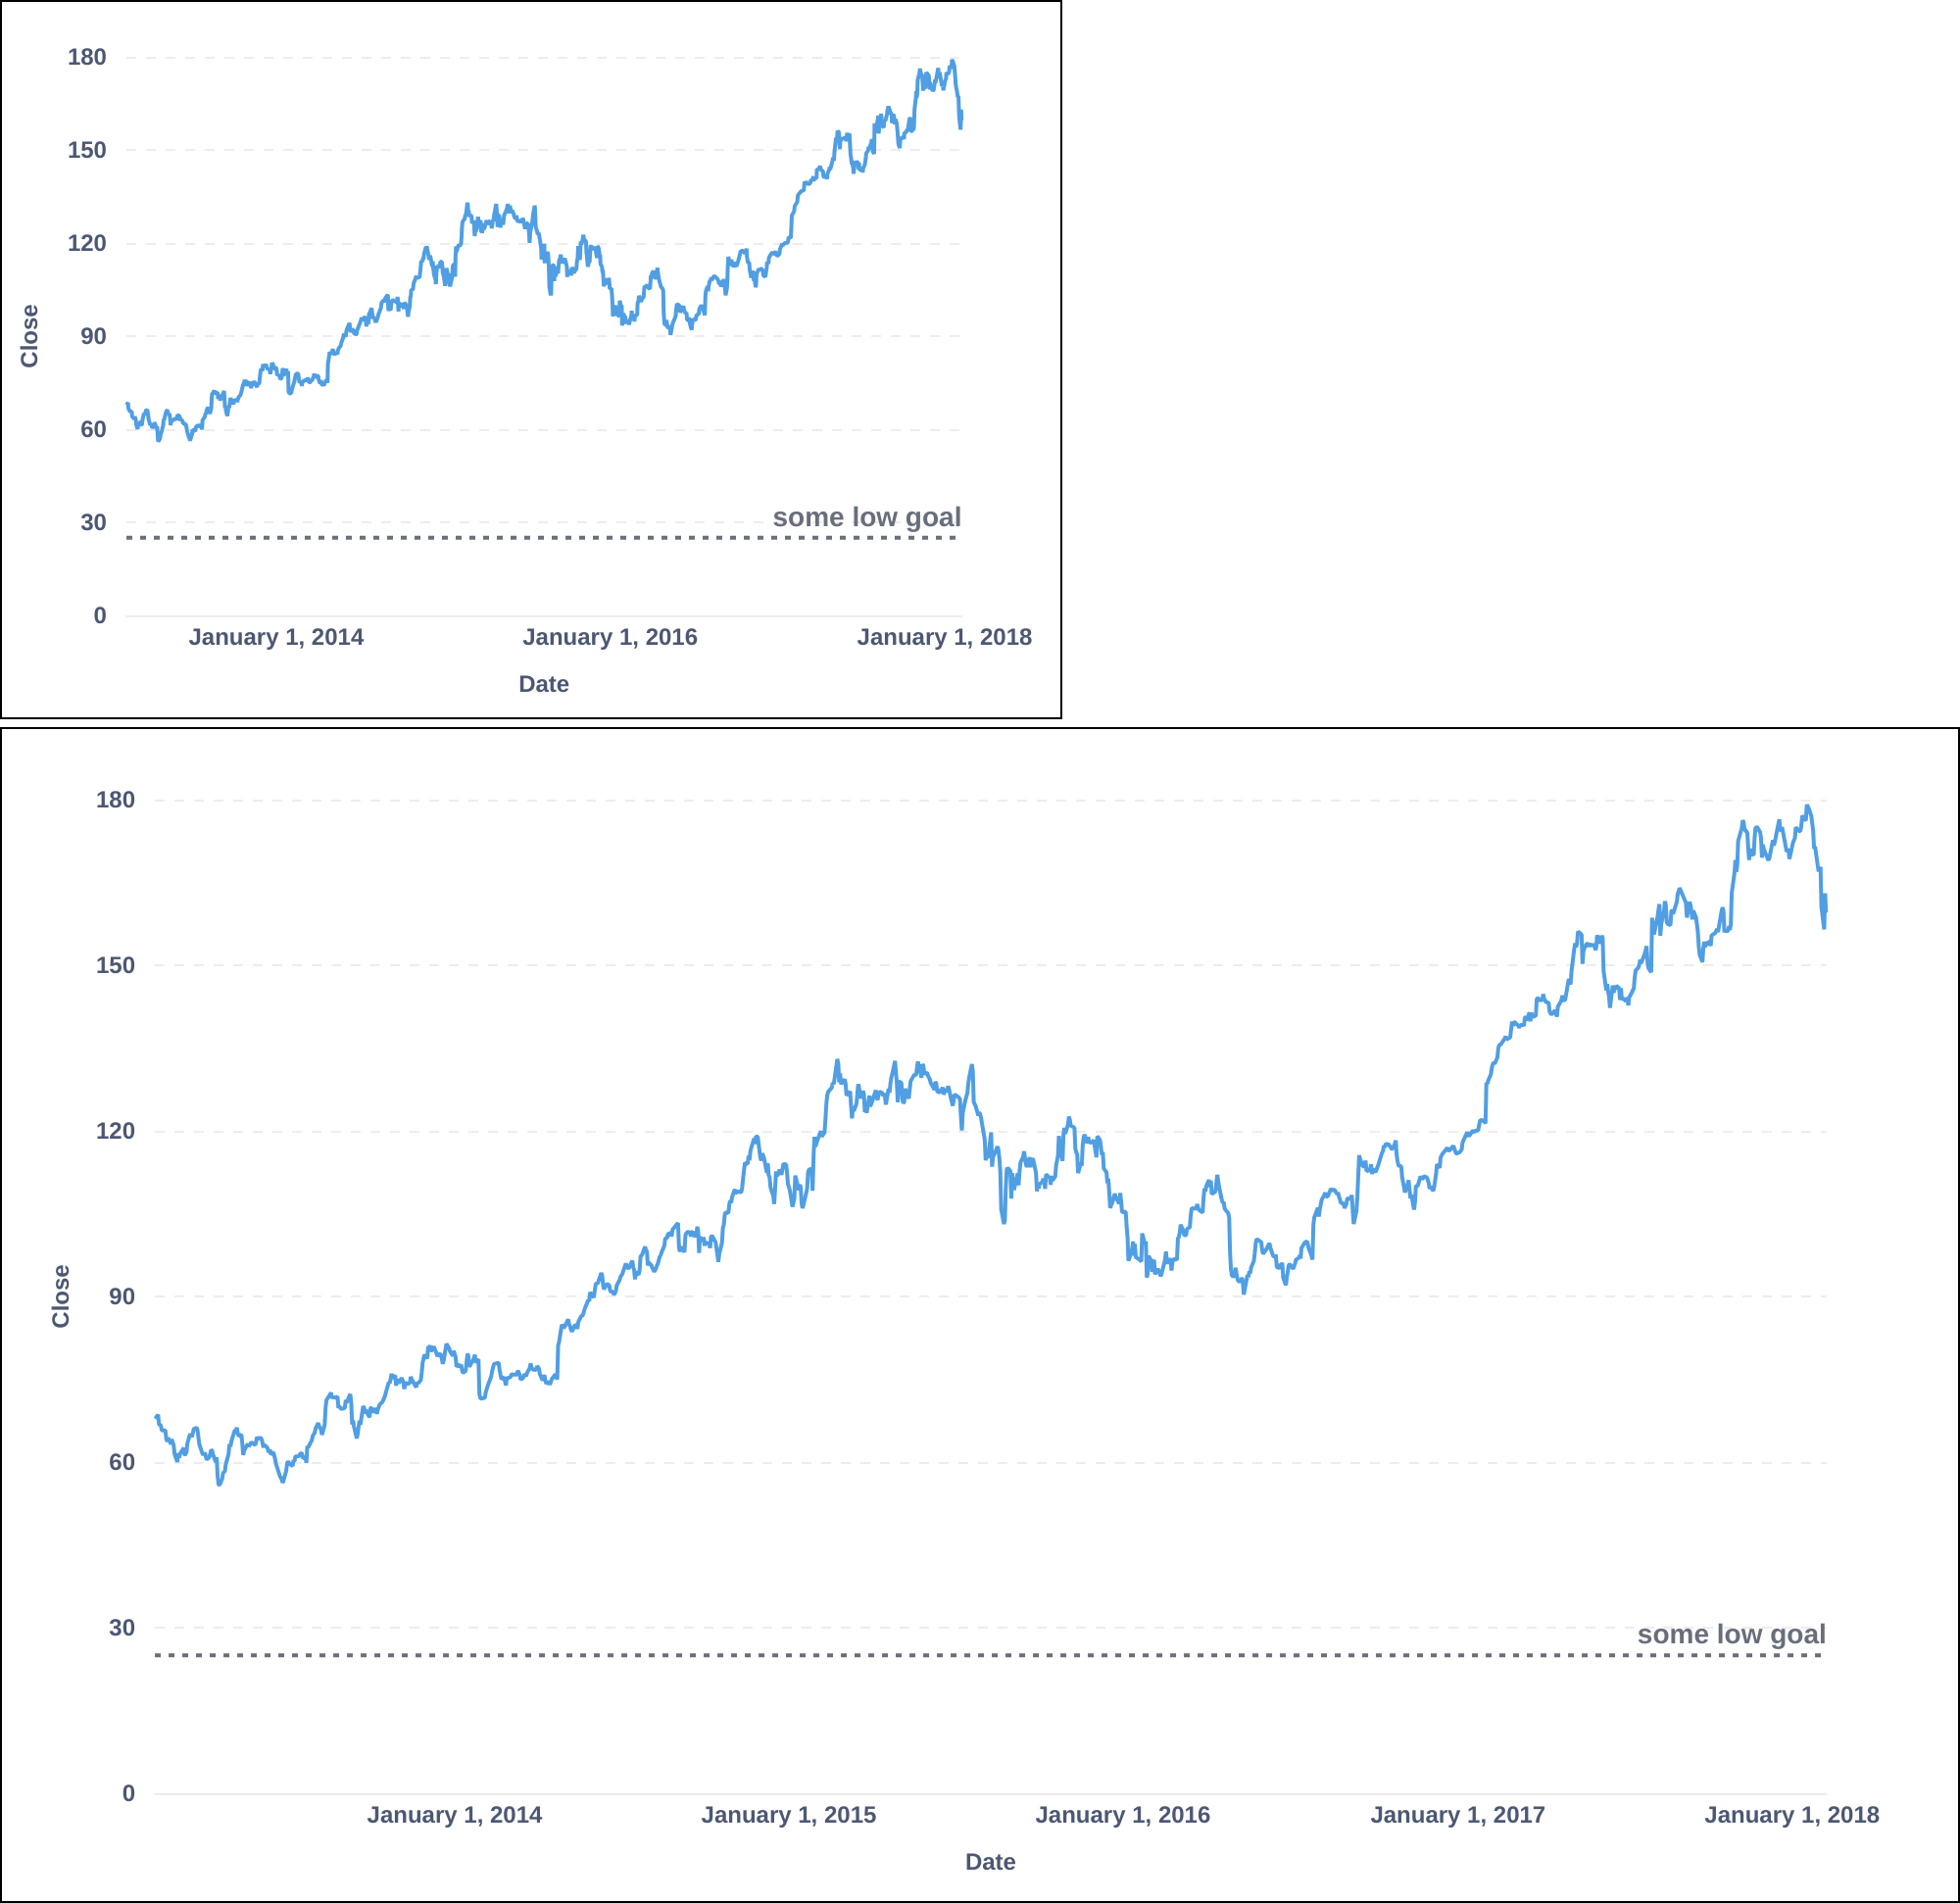 180
150
120
90
60
30
0
Close
some low goal
January 1, 2014 January 1, 2016 January 1, 2018
Date
180
150
120
90
60
30
0
Close
some low goal
January 1, 2014 January 1, 2015 January 1, 2016 January 1, 2017 January 1, 2018
Date